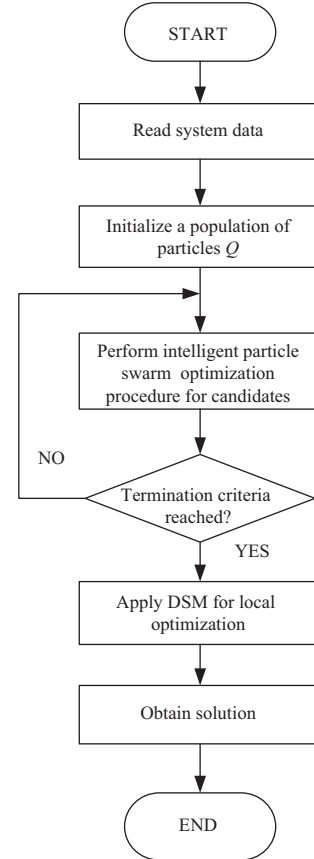 START
Read system data
Initialize a population of
particles Q
Perform intelligent particle
swarm optimization
procedure for candidates
NO
Termination criteria
reached?
YES
Apply DSM for local
optimization
Obtain solution
END